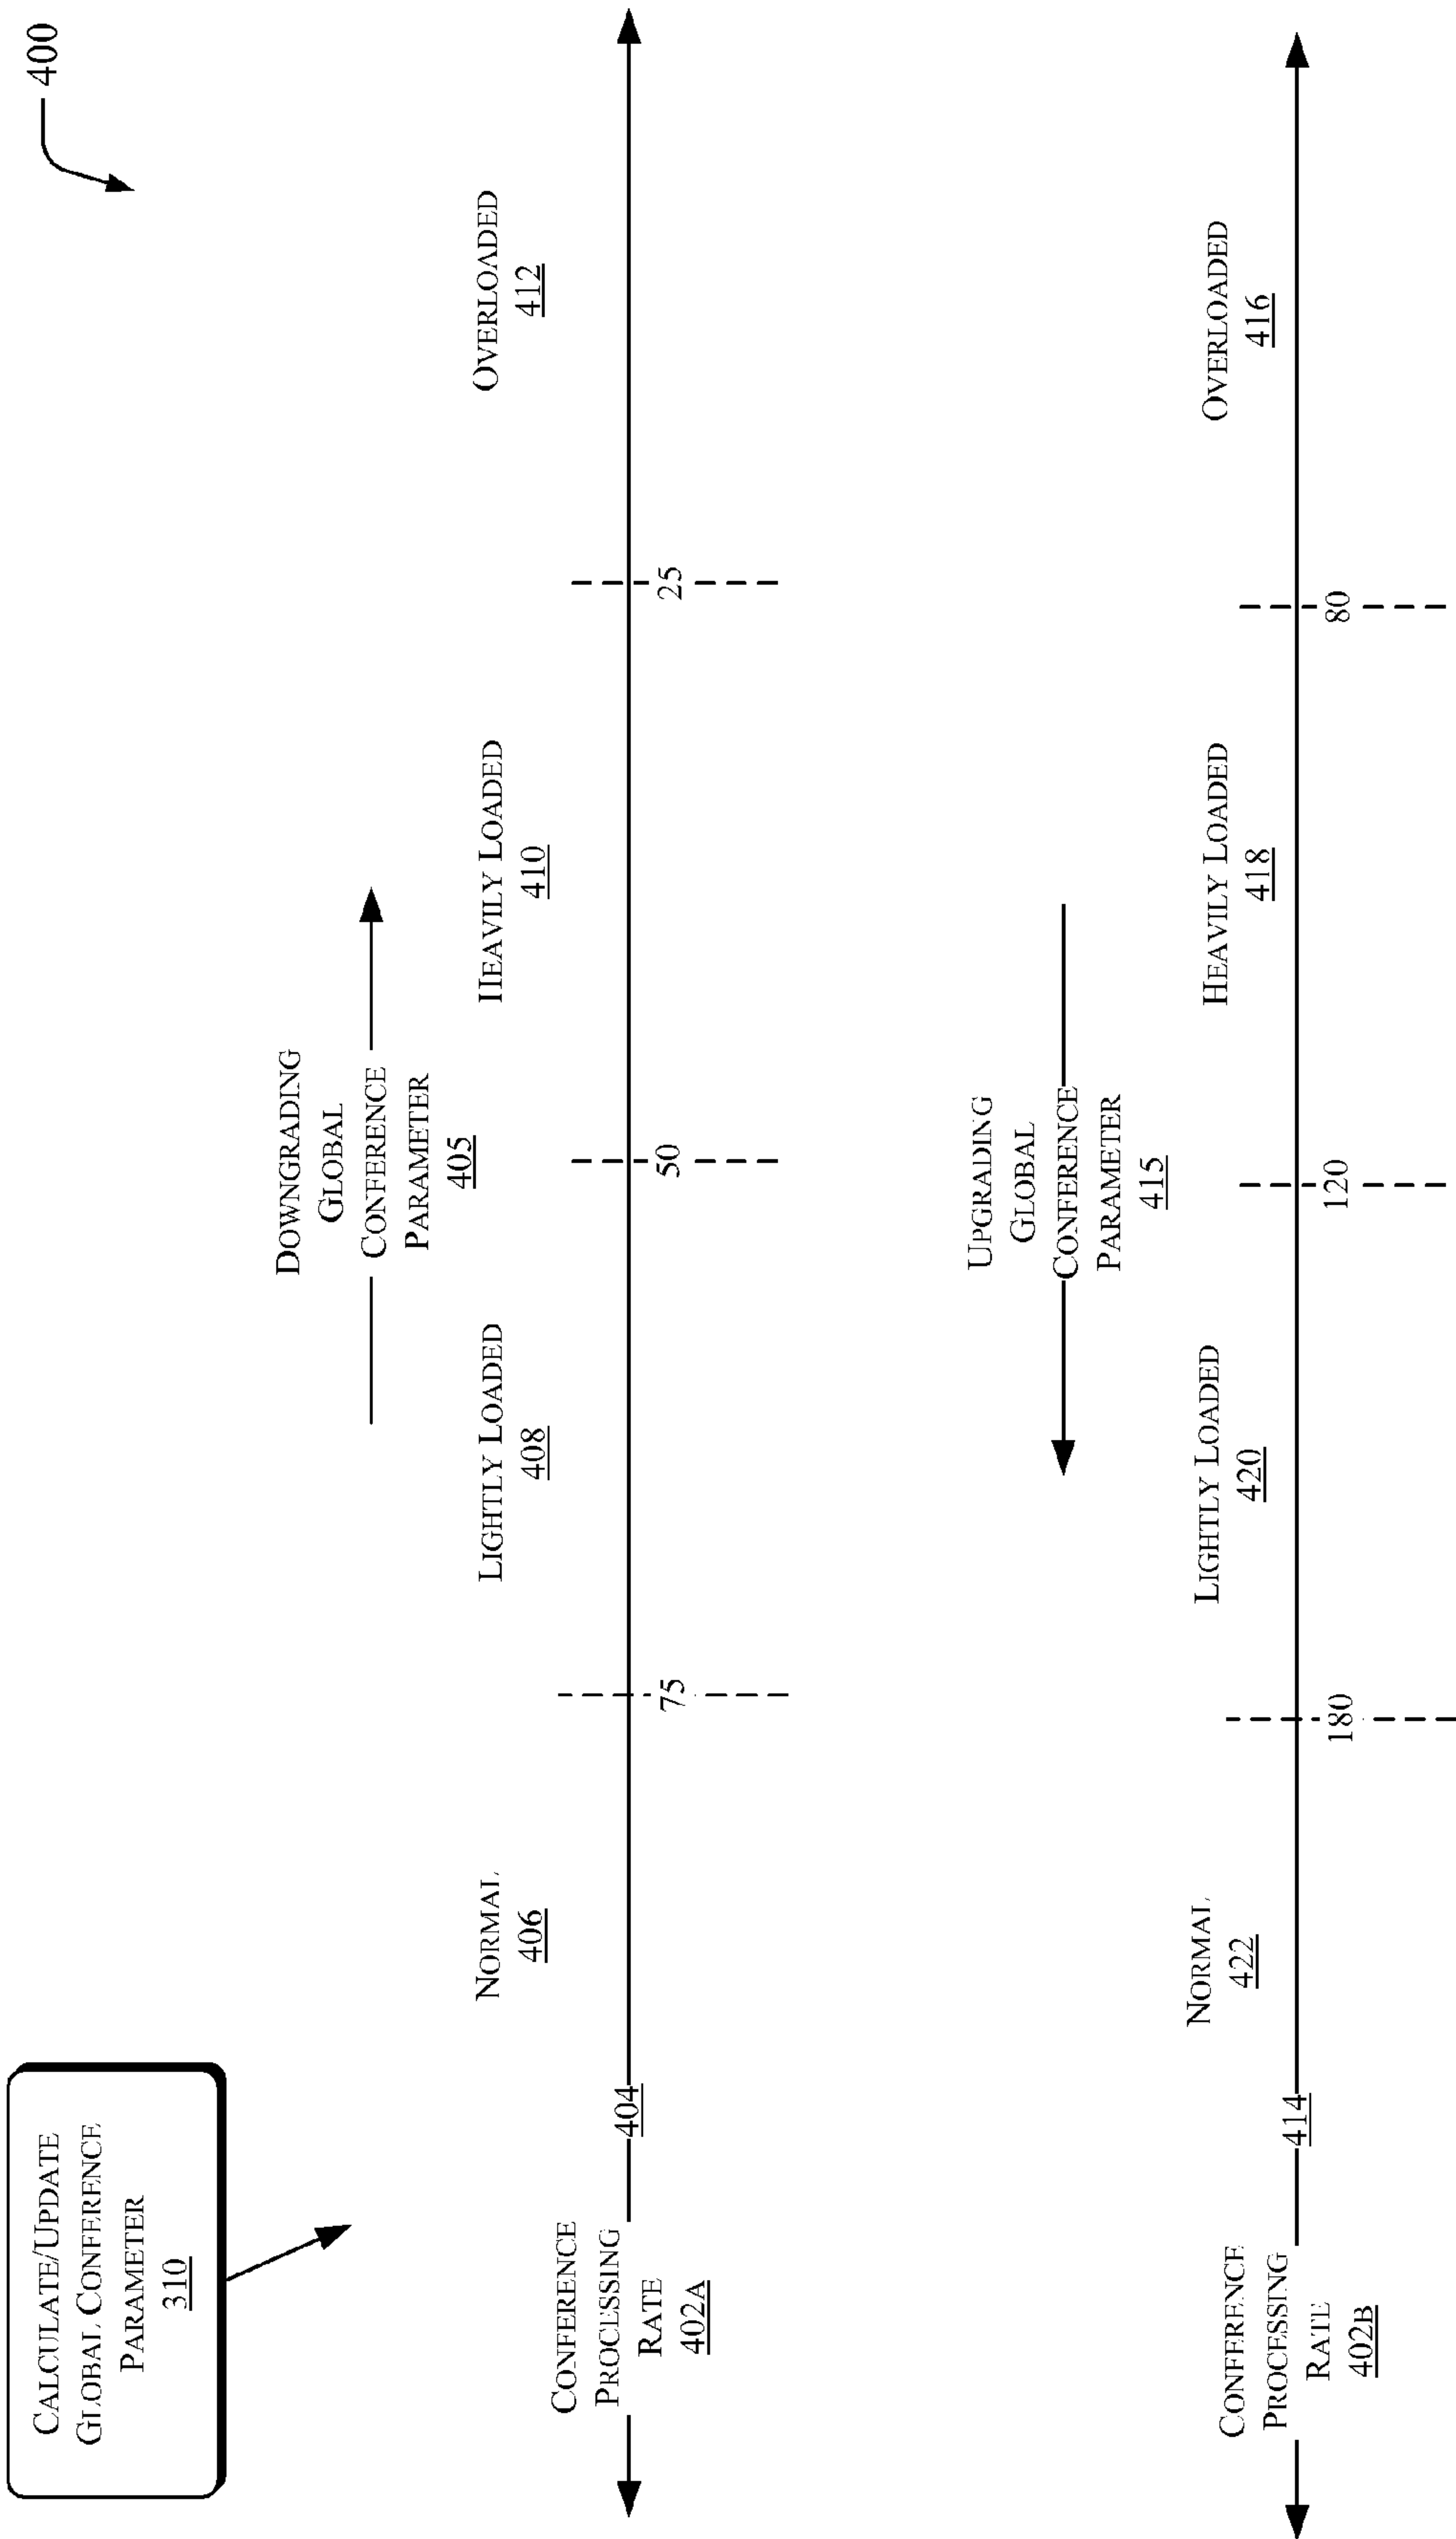 400
CALCULATE/UPDATE
GLOBAL CONFERENCE
PARAMETER
310
DOWNGRADING
GLOBAL
CONFERENCE
PARAMETER
405
NORMAL
406
LIGHTLY LOADED
408
HEAVILY LOADED
410
OVERLOADED
412
CONFERENCE
PROCESSING
RATE
402A
404
75
50
25
UPGRADING
GLOBAL
CONFERENCE
PARAMETER
415
NORMAL
422
LIGHTLY LOADED
420
HEAVILY LOADED
418
OVERLOADED
416
CONFERENCE
PROCESSING
RATE
402B
414
180
120
80